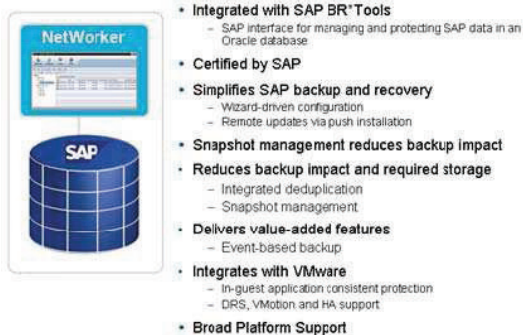 NetWorker
SAP
• Integrated with SAP BR*Tools
– SAP interface for managing and protecting SAP data in an
Oracle database
• Certified by SAP
• Simplifies SAP backup and recovery
– Wizard-driven configuration
– Remote updates via push installation
• Snapshot management reduces backup impact
• Reduces backup impact and required storage
– Integrated deduplication
– Snapshot management
• Delivers value-added features
– Event-based backup
• Integrates with VMware
– In-guest application consistent protection
– DRS, VMotion and HA support
• Broad Platform Support